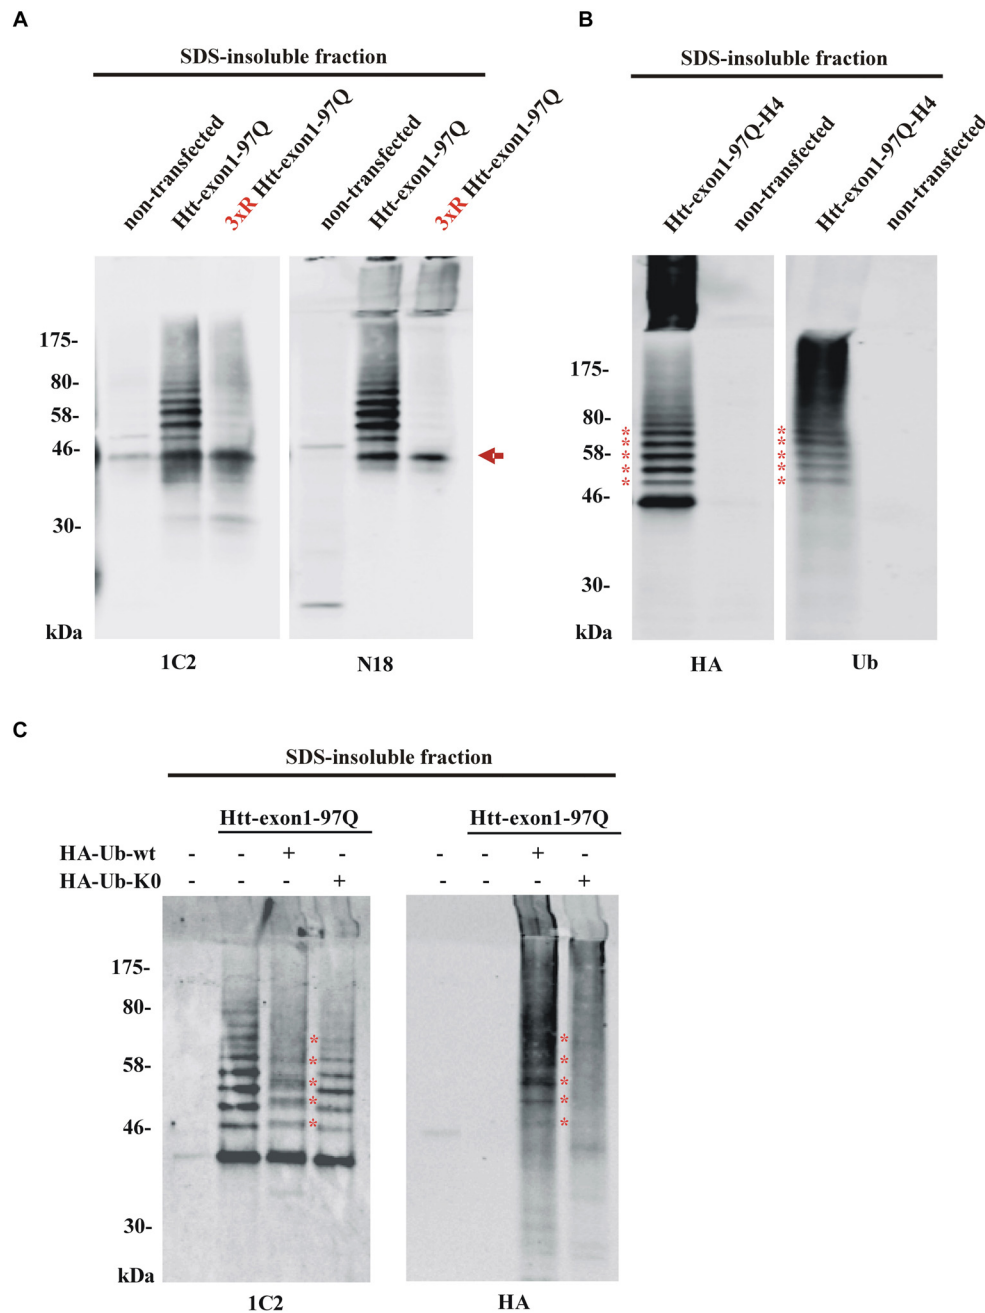 A
SDS-insoluble fraction
non-transfected
Htt-exon1-97Q
3xR Htt-exon1-97Q
non-transfected
Htt-exon1-97Q
3xR Htt-exon1-97Q
175-
80-
58-
46-
30-
kDa
1C2
N18
B
SDS-insoluble fraction
Htt-exon1-97Q-H4
non-transfected
Htt-exon1-97Q-H4
non-transfected
175-
80-
58-
46-
30-
kDa
*
*
*
*
*
*
*
*
*
*
HA
Ub
C
SDS-insoluble fraction
Htt-exon1-97Q
Htt-exon1-97Q
HA-Ub-wt - - + - - - + -
HA-Ub-K0 - - - + - - - +
175-
80-
58-
46-
30-
kDa
*
*
*
*
*
*
*
*
*
*
1C2
HA